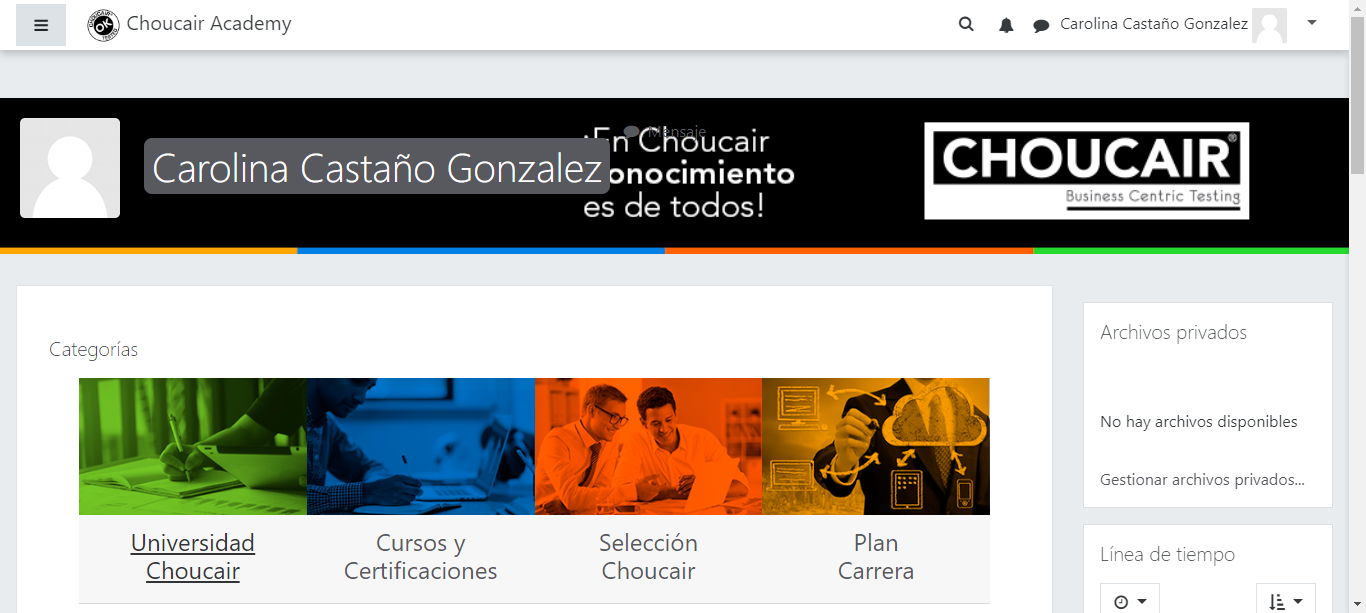 Choucair Academy
Carolina Castaño Gonzalez
Mensaje
Carolina Castaño Gonzalez
¡En Choucair
onocimiento
es de todos!
CHOUCAIR®
Business Centric Testing
Categorías
Universidad
Choucair
Cursos y
Certificaciones
Selección
Choucair
Plan
Carrera
Archivos privados
No hay archivos disponibles
Gestionar archivos privados...
Línea de tiempo